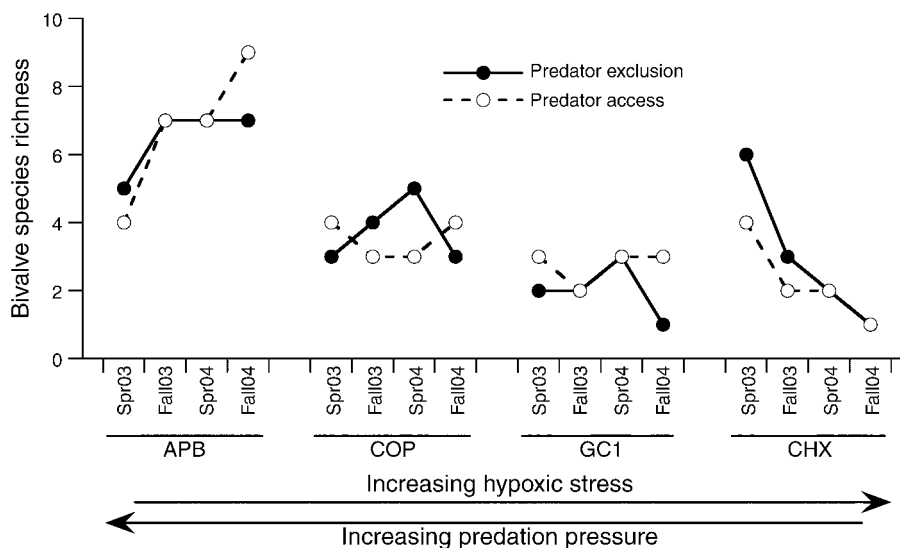 10
8
6
4
2
0
Bivalve species richness
Predator exclusion
Predator access
Spr03 Fall03 Spr04 Fall04 Spr03 Fall03 Spr04 Fall04 Spr03 Fall03 Spr04 Fall04 Spr03 Fall03 Spr04 Fall04
APB COP GC1 CHX
Increasing hypoxic stress
Increasing predation pressure